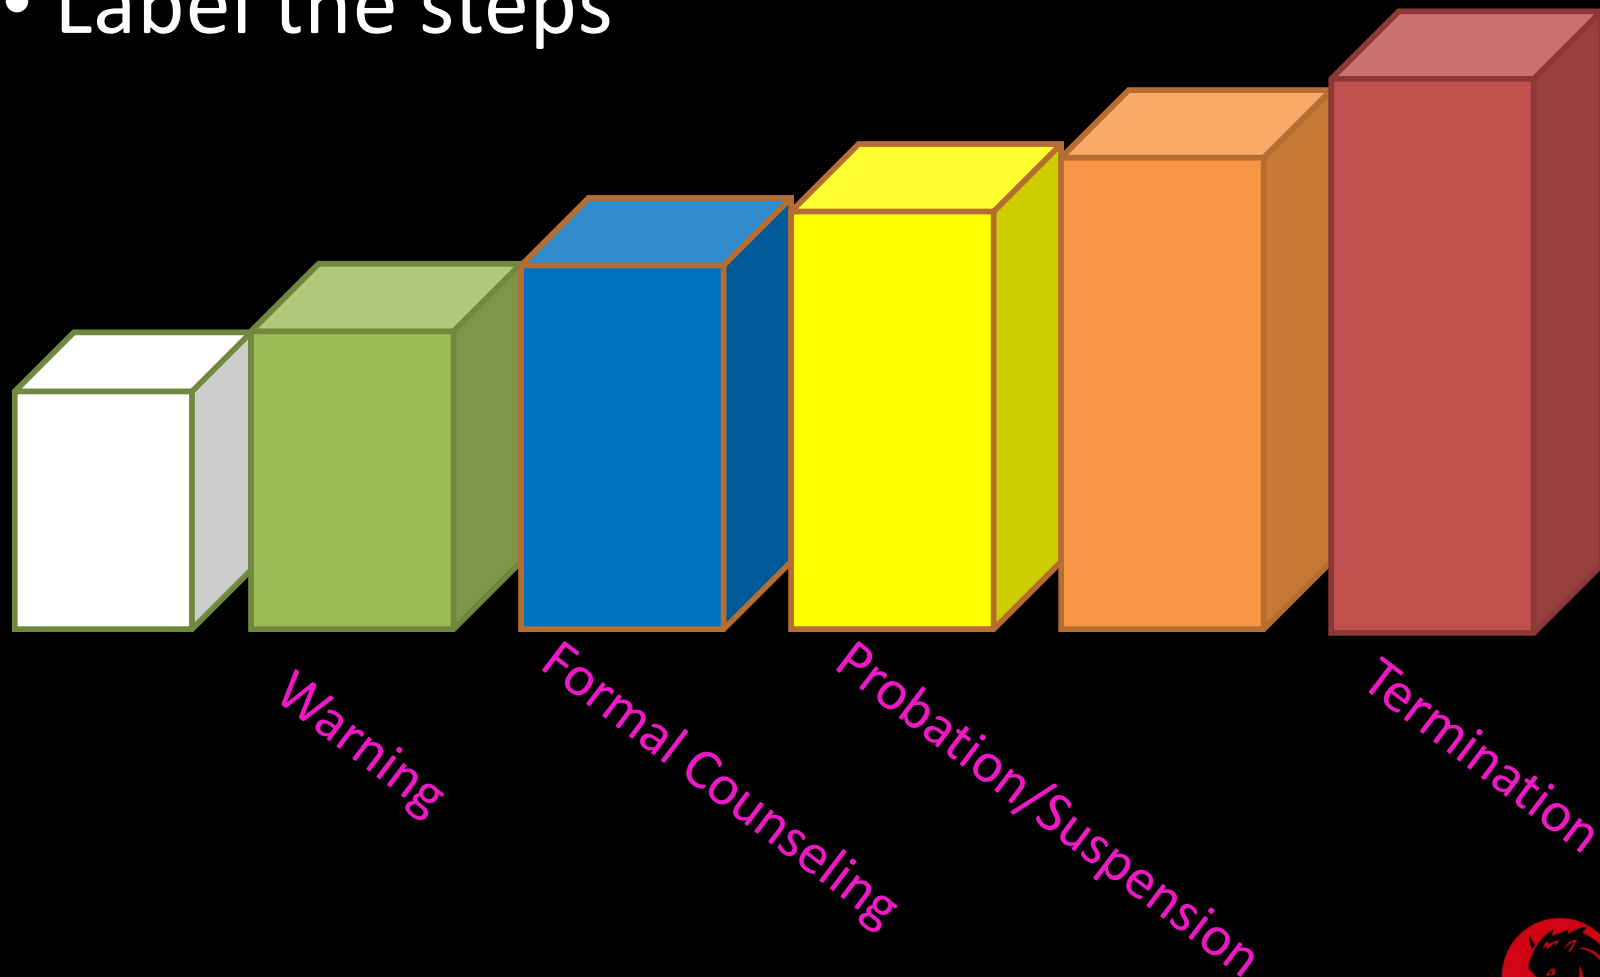 • Label the steps
Warning
Formal Counseling
Probation/Suspension
Termination